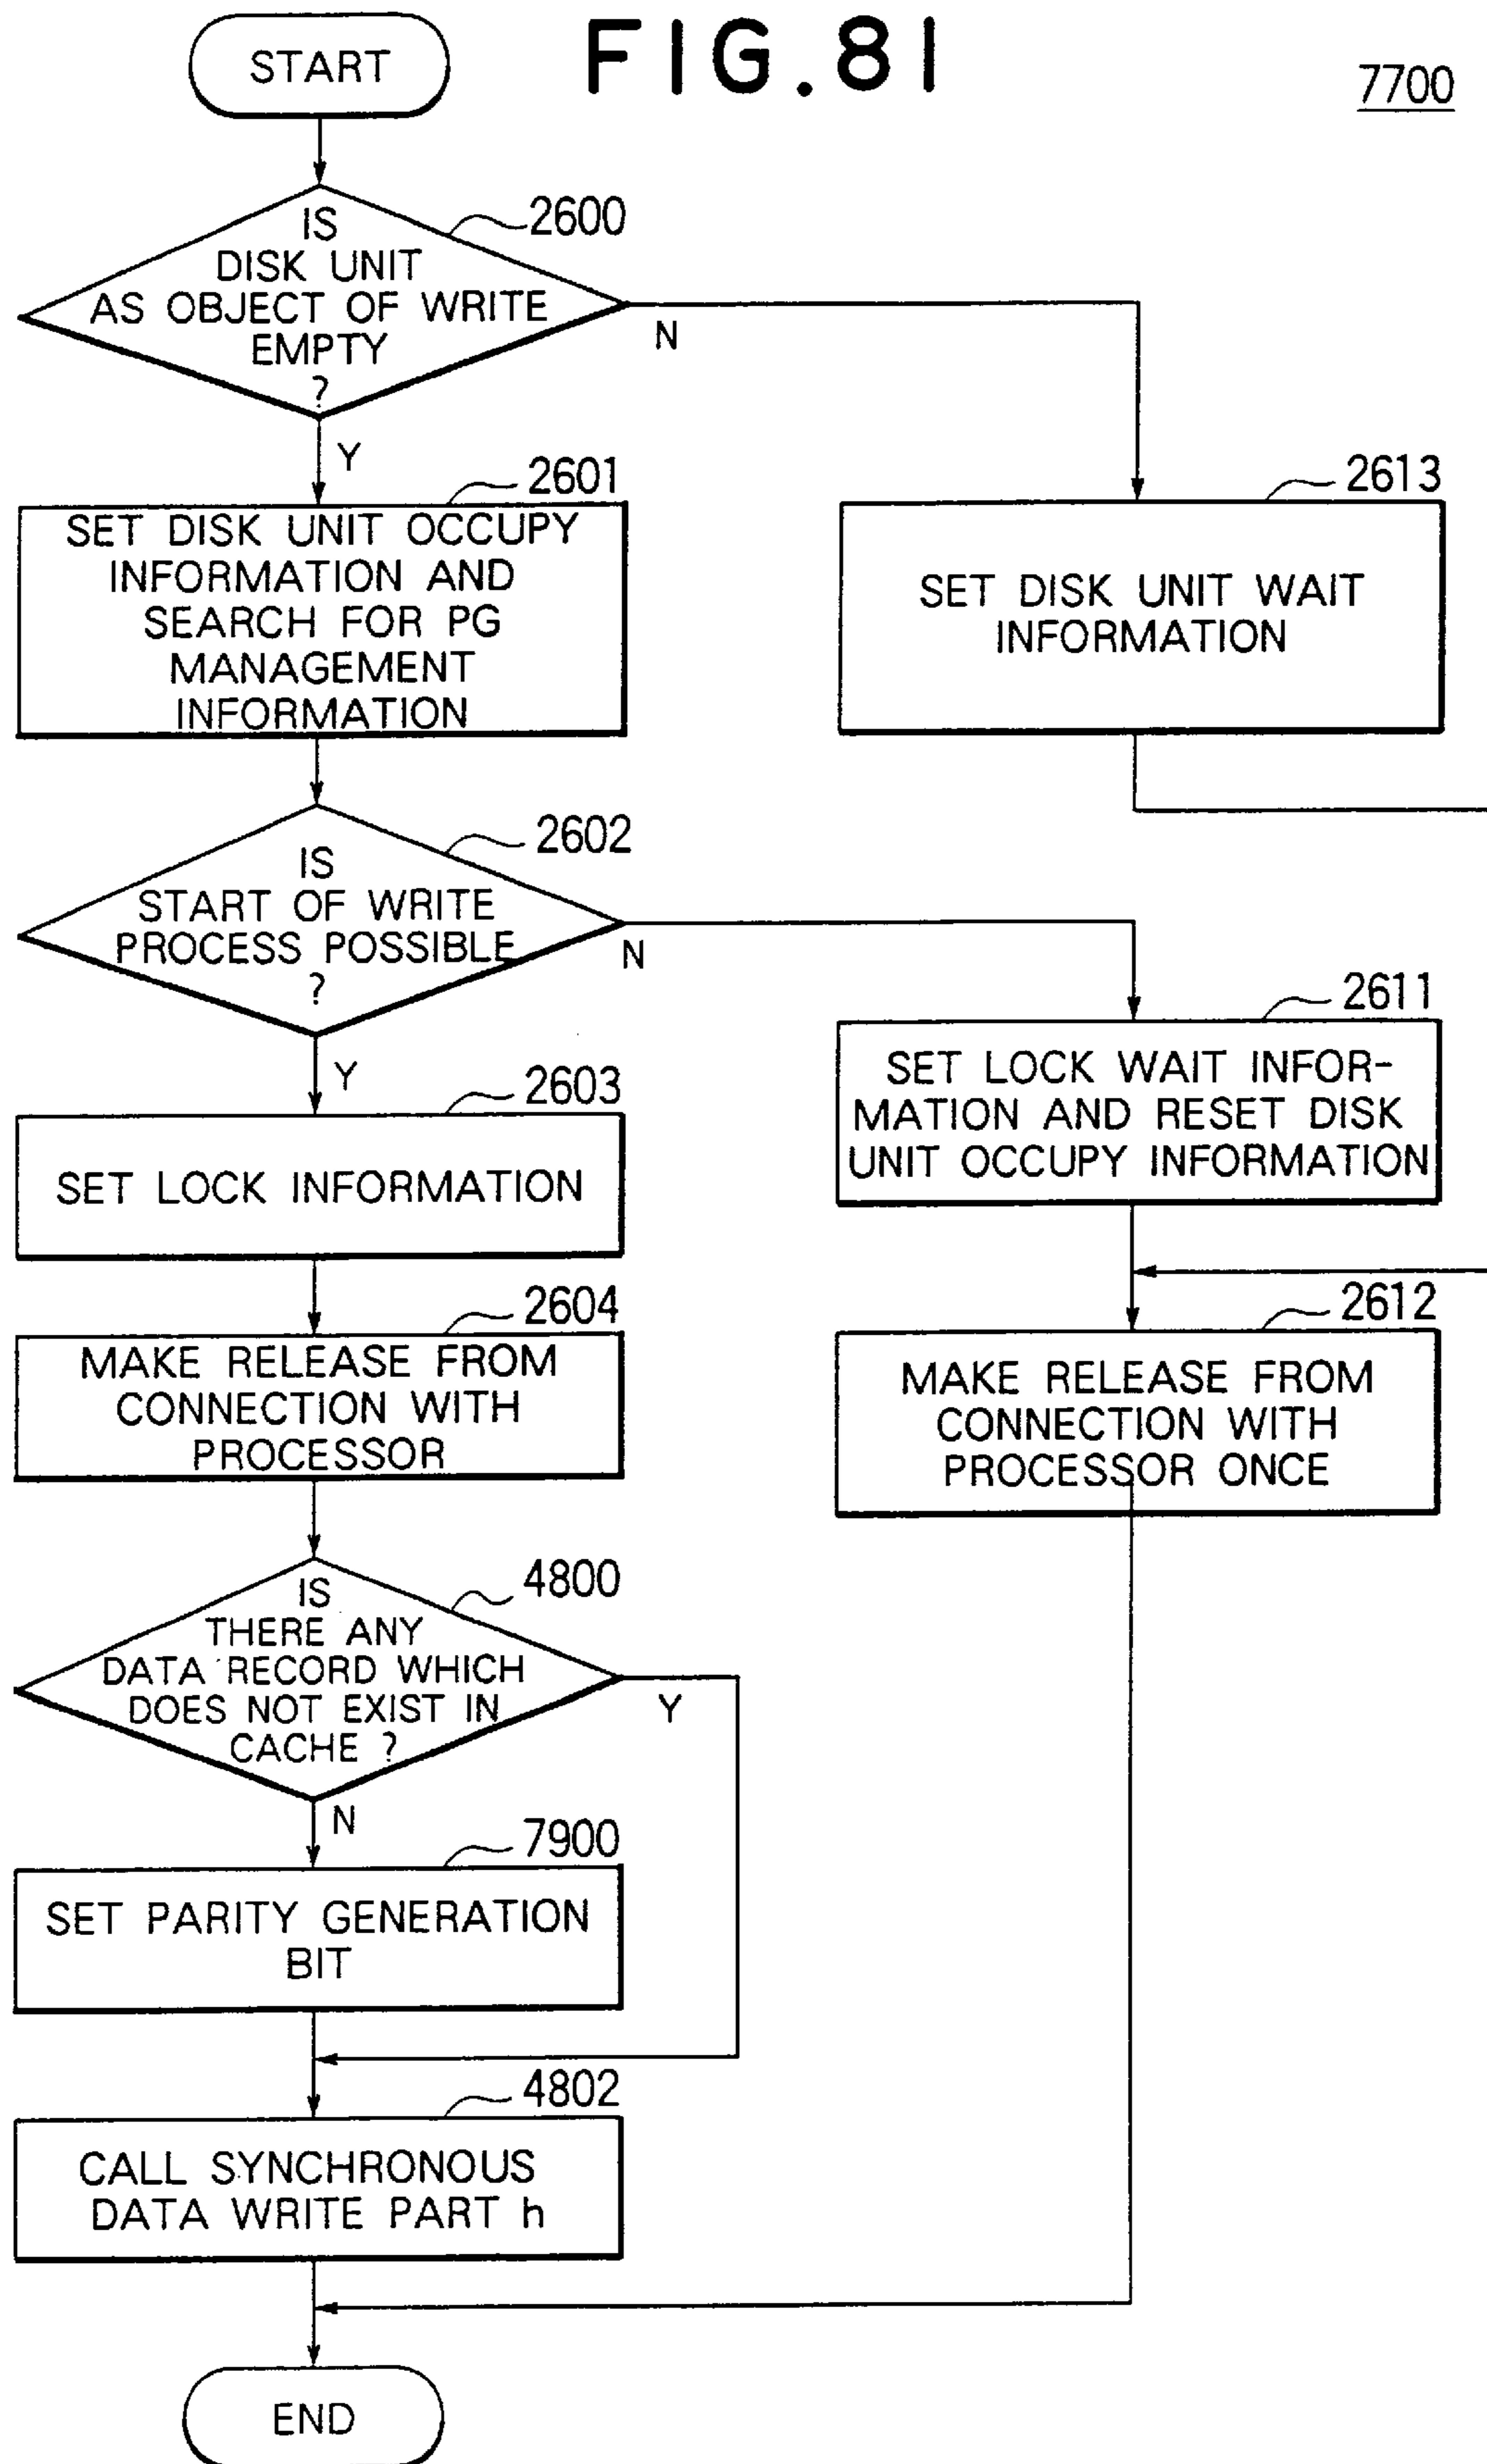 FIG.81
7700
START
2600
IS
DISK UNIT
AS OBJECT OF WRITE
EMPTY
?
N
Y
2601
SET DISK UNIT OCCUPY
INFORMATION AND
SEARCH FOR PG
MANAGEMENT
INFORMATION
2613
SET DISK UNIT WAIT
INFORMATION
2602
IS
START OF WRITE
PROCESS POSSIBLE
?
N
Y
2611
SET LOCK WAIT INFOR-
MATION AND RESET DISK
UNIT OCCUPY INFORMATION
2603
SET LOCK INFORMATION
2604
MAKE RELEASE FROM
CONNECTION WITH
PROCESSOR
2612
MAKE RELEASE FROM
CONNECTION WITH
PROCESSOR ONCE
4800
IS
THERE ANY
DATA RECORD WHICH
DOES NOT EXIST IN
CACHE ?
Y
N
7900
SET PARITY GENERATION
BIT
4802
CALL SYNCHRONOUS
DATA WRITE PART h
END